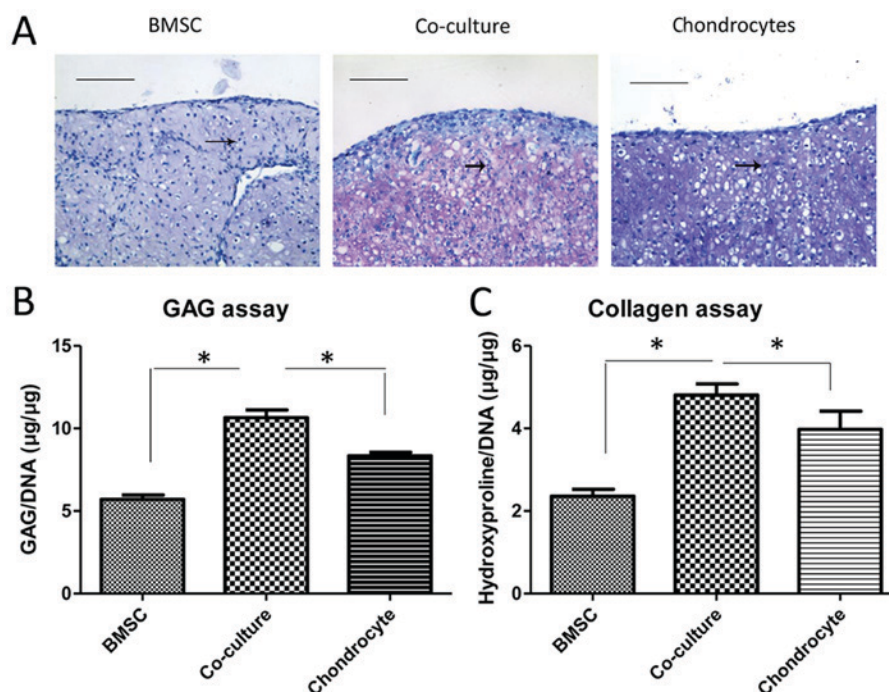 A
BMSC
Co-culture
Chondrocytes
B
GAG assay
GAG/DNA (µg/µg)
15
10
5
0
*
*
BMSC
Co-culture
Chondrocyte
C
Collagen assay
Hydroxyproline/DNA (µg/µg)
6
4
2
0
*
*
BMSC
Co-culture
Chondrocyte